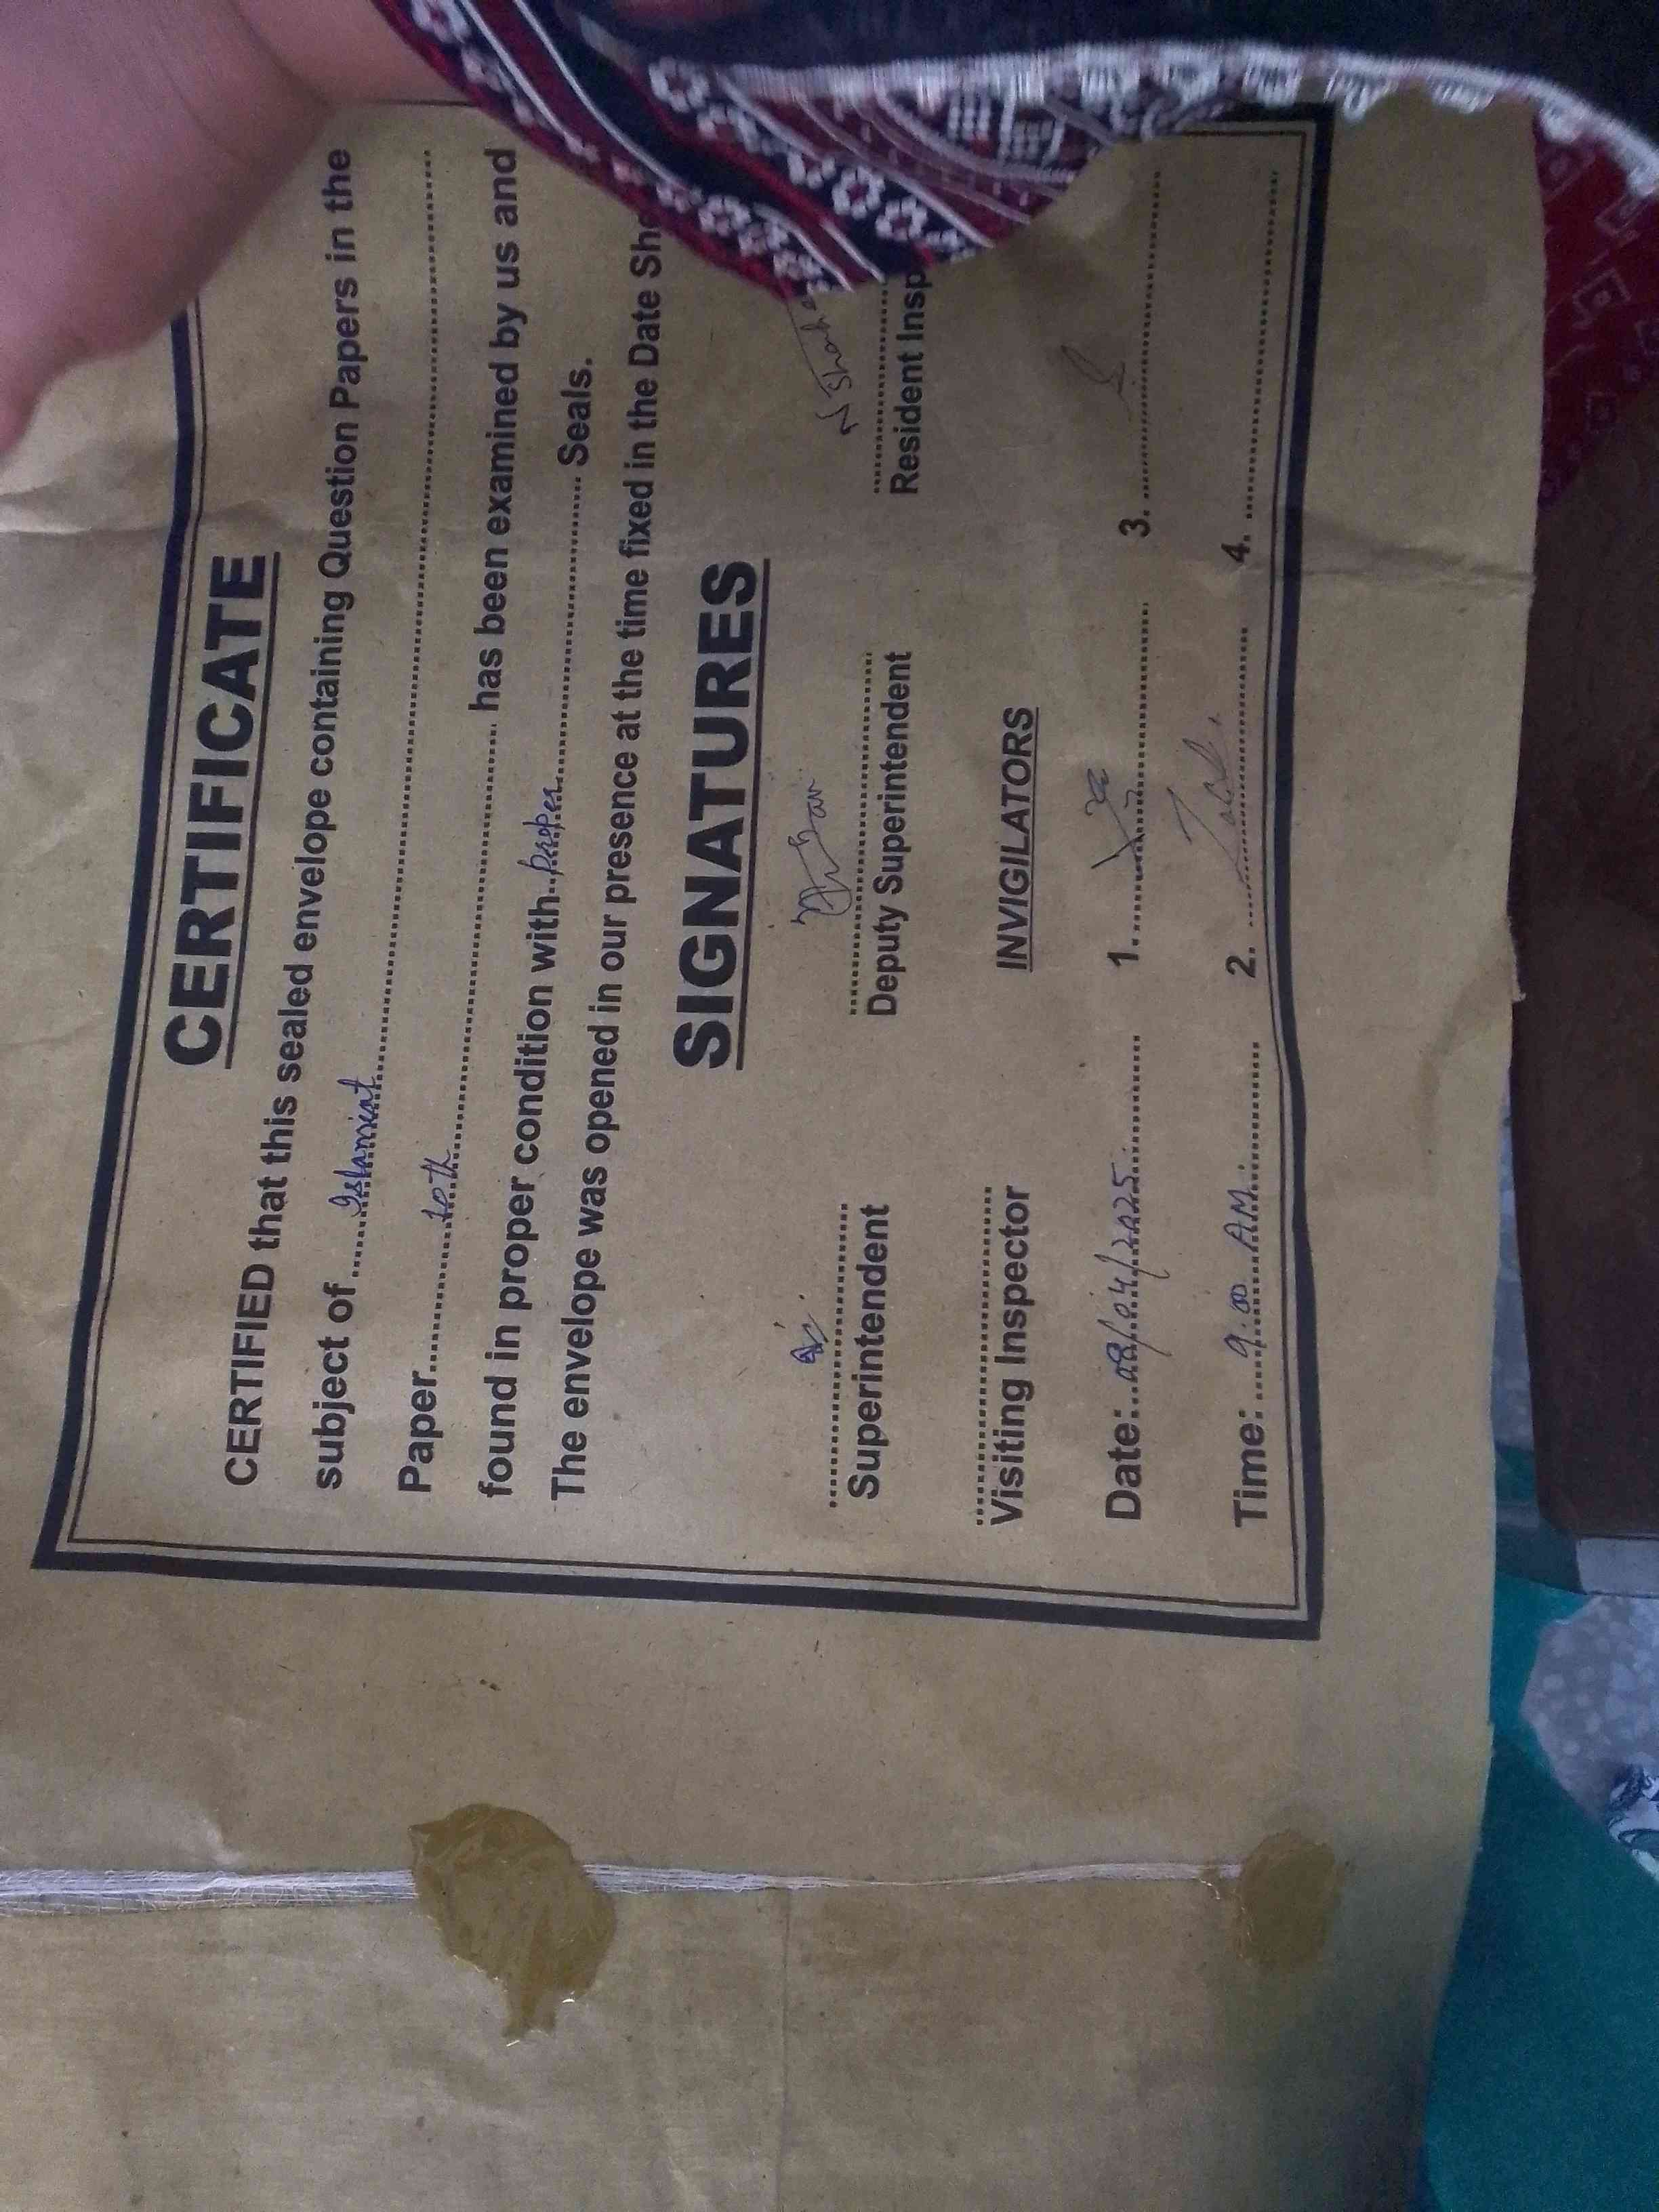 CERTIFICATE
CERTIFIED that this sealed envelope containing Question Papers in the
subject of ......Islamiat......
Paper............10th............ has been examined by us and
found in proper condition with..proper............ Seals.
The envelope was opened in our presence at the time fixed in the Date
SIGNATURES
N Shahe
Superintendent Deputy Superintendent Resident Insp
Visiting Inspector INVIGILATORS
Date:..08/04/2025............ 1. 3.
Time: .....9:00 AM............ 2. 4.